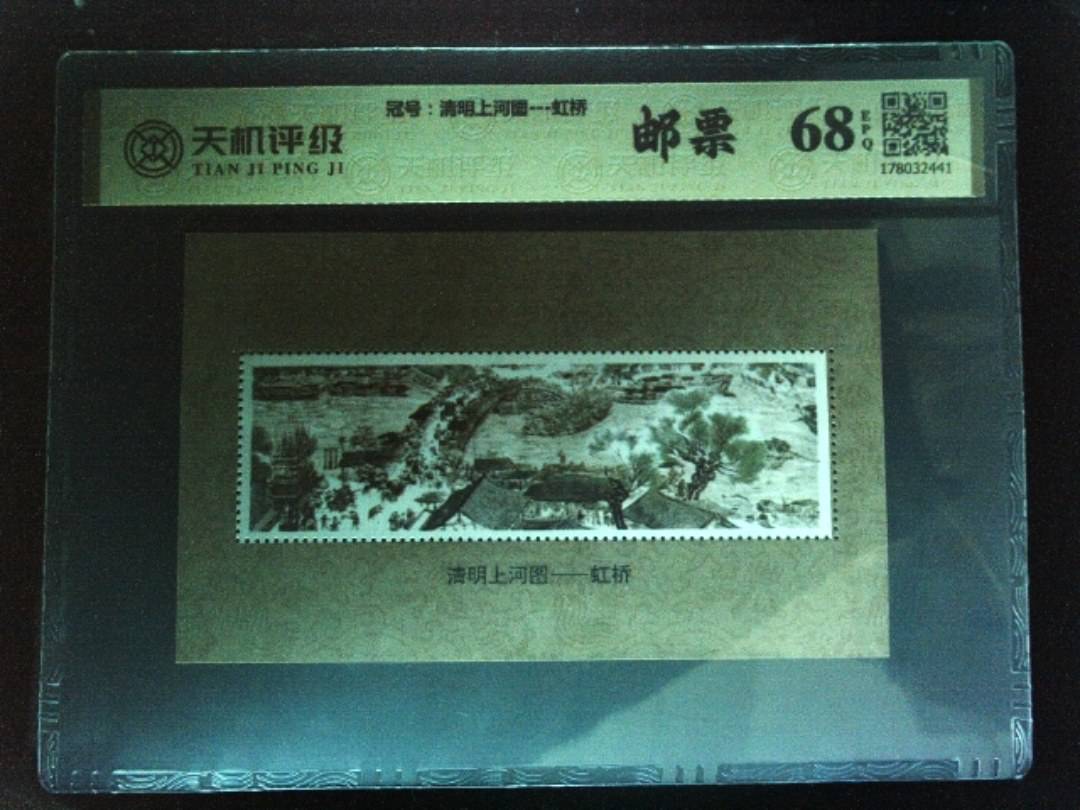 冠号：清明上河图---虹桥
天机评级
TIAN JI PING JI
邮票
68
EPQ
178032441
清明上河图——虹桥